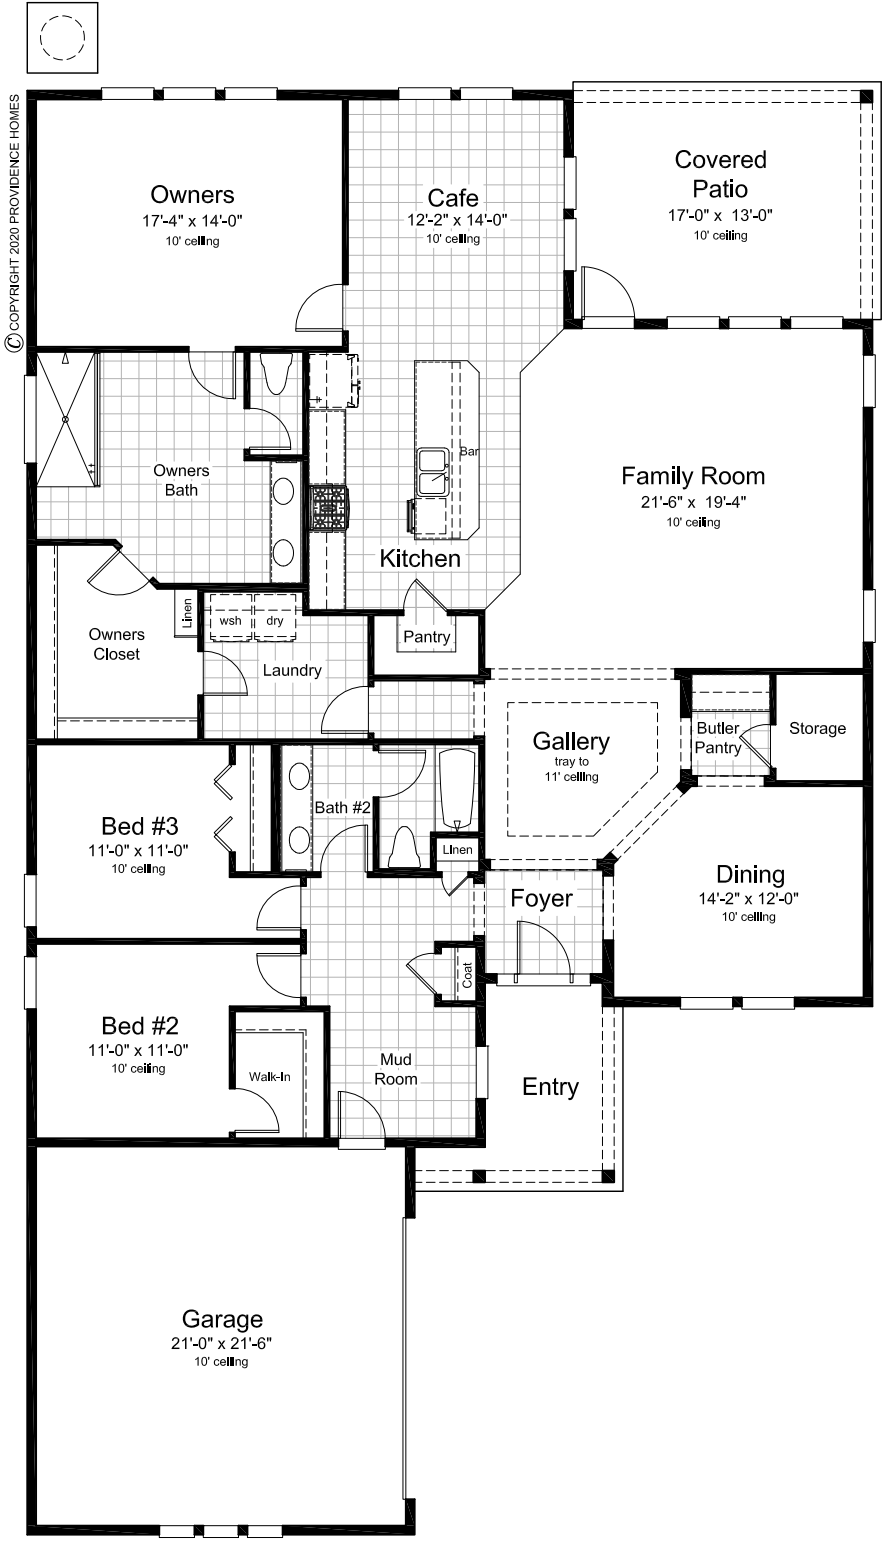 © COPYRIGHT 2020 PROVIDENCE HOMES
Owners
17'-4" x 14'-0"
10' ceiling
Cafe
12'-2" x 14'-0"
10' ceiling
Covered
Patio
17'-0" x 13'-0"
10' ceiling
Owners
Bath
Bar
Family Room
21'-6" x 19'-4"
10' ceiling
Kitchen
Linen
wsh
dry
Owners
Closet
Laundry
Pantry
Gallery
tray to
11' ceiling
Butler
Pantry
Storage
Bed #3
11'-0" x 11'-0"
10' ceiling
Bath #2
Linen
Foyer
Dining
14'-2" x 12'-0"
10' ceiling
Coat
Bed #2
11'-0" x 11'-0"
10' ceiling
Walk-In
Mud
Room
Entry
Garage
21'-0" x 21'-6"
10' ceiling